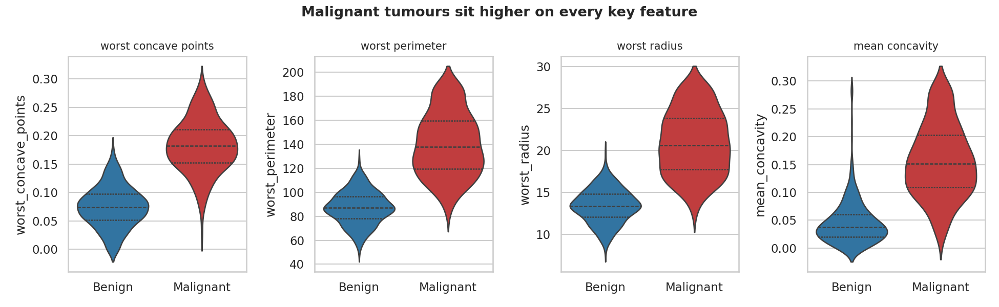 Malignant tumours sit higher on every key feature
worst concave points
worst_concave_points
0.30
0.25
0.20
0.15
0.10
0.05
0.00
Benign
Malignant
worst perimeter
worst_perimeter
200
180
160
140
120
100
80
60
40
Benign
Malignant
worst radius
worst_radius
30
25
20
15
10
Benign
Malignant
mean concavity
mean_concavity
0.30
0.25
0.20
0.15
0.10
0.05
0.00
Benign
Malignant